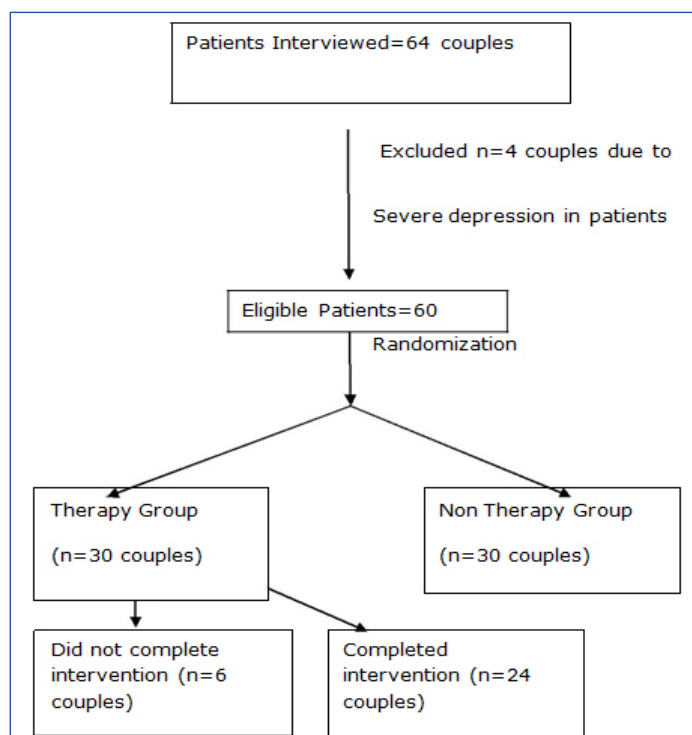 Patients Interviewed=64 couples
Excluded n=4 couples due to
Severe depression in patients
Eligible Patients=60
Randomization
Therapy Group
(n=30 couples)
Non Therapy Group
(n=30 couples)
Did not complete
intervention (n=6
couples)
Completed
intervention (n=24
couples)